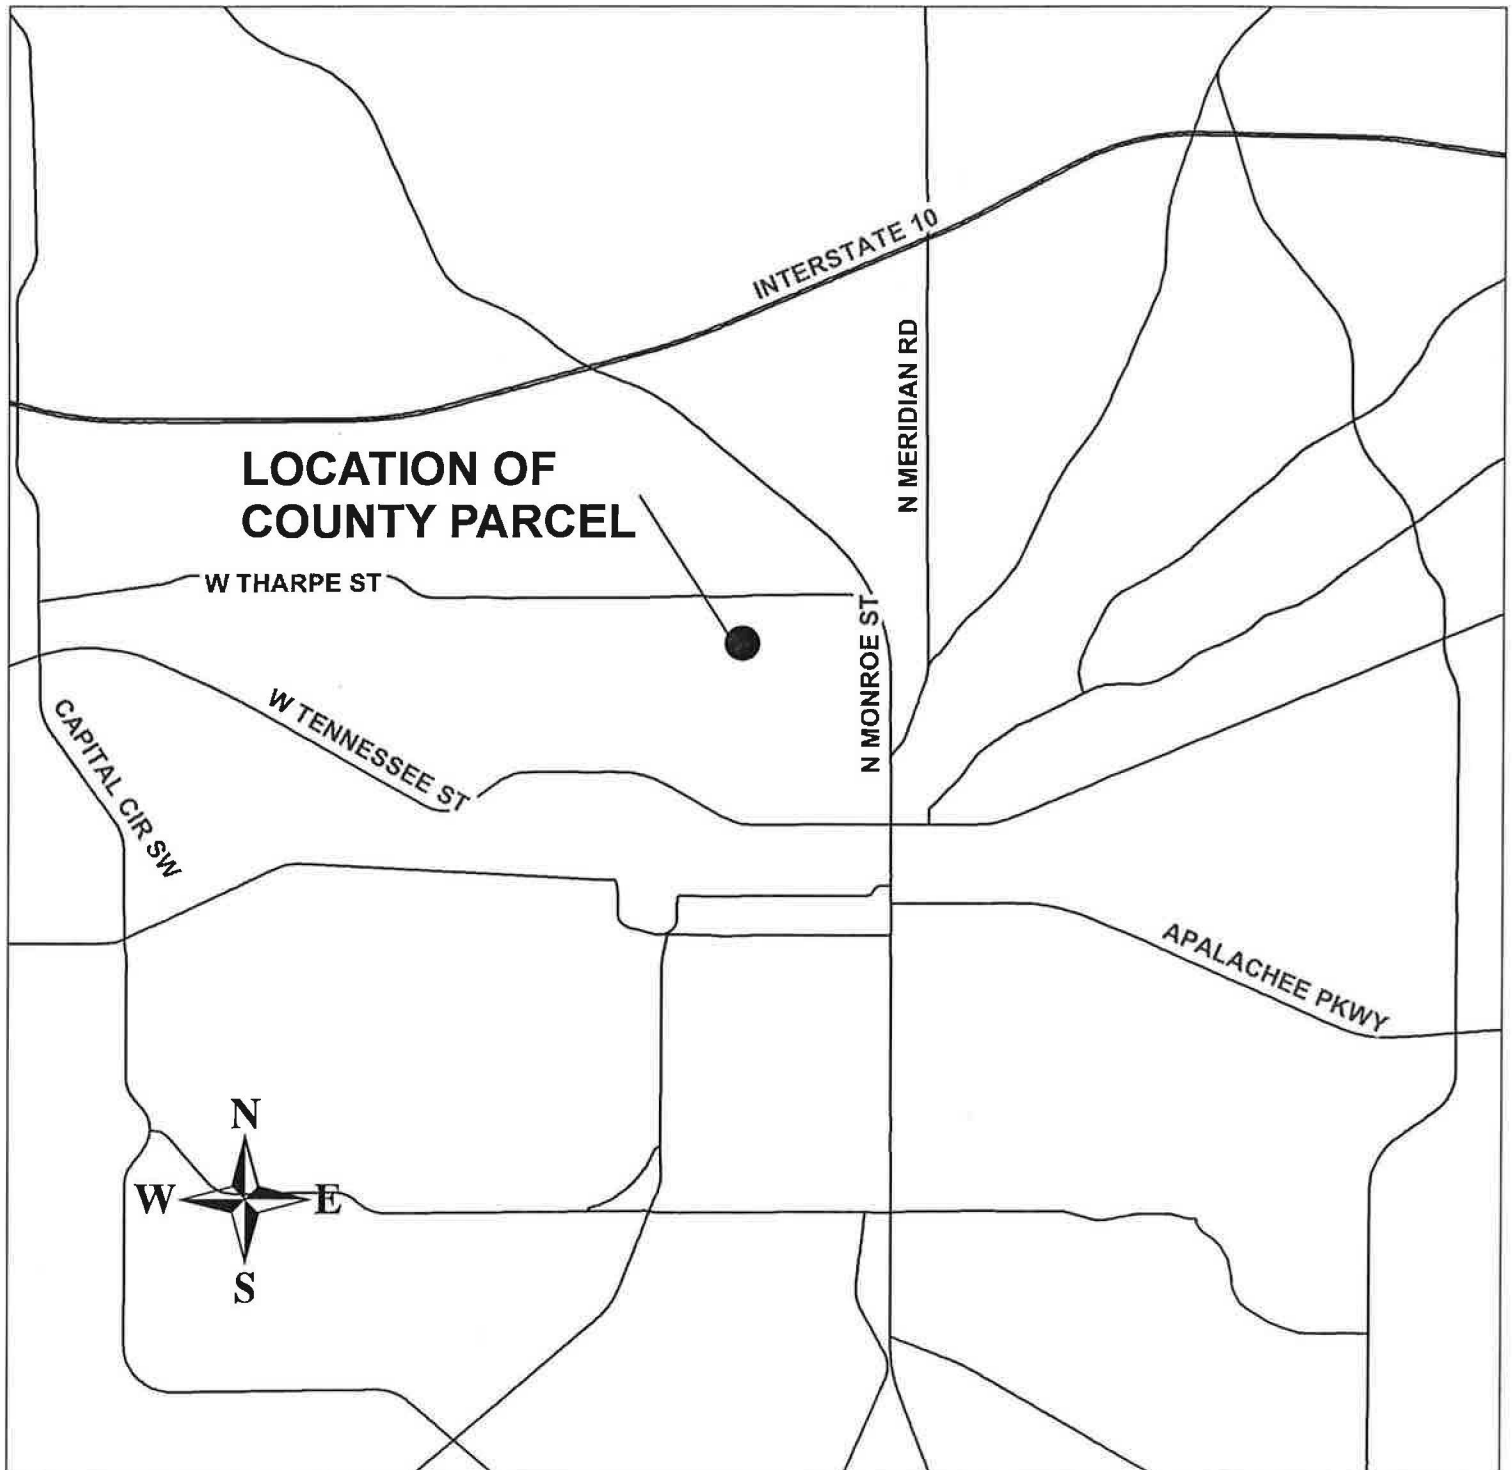 INTERSTATE 10
N MERIDIAN RD
LOCATION OF
COUNTY PARCEL
W THARPE ST
N MONROE ST
W TENNESSEE ST
CAPITAL CIR SW
APALACHEE PKWY
N
W
E
S